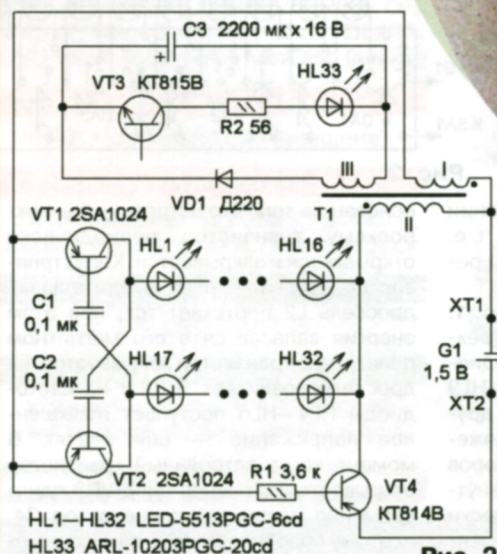 C3 2200 мк х 16 В
+
VT3 КТ815В
HL33
R2 56
VD1 Д220
III
I
T1
II
VT1 2SA1024
HL1
HL16
C1
0,1 мк
XT1
HL17
HL32
G1
1,5 В
C2
0,1 мк
XT2
VT2 2SA1024
R1 3,6 к
VT4
КТ814В
HL1—HL32 LED-5513PGC-6cd
HL33 ARL-10203PGC-20cd